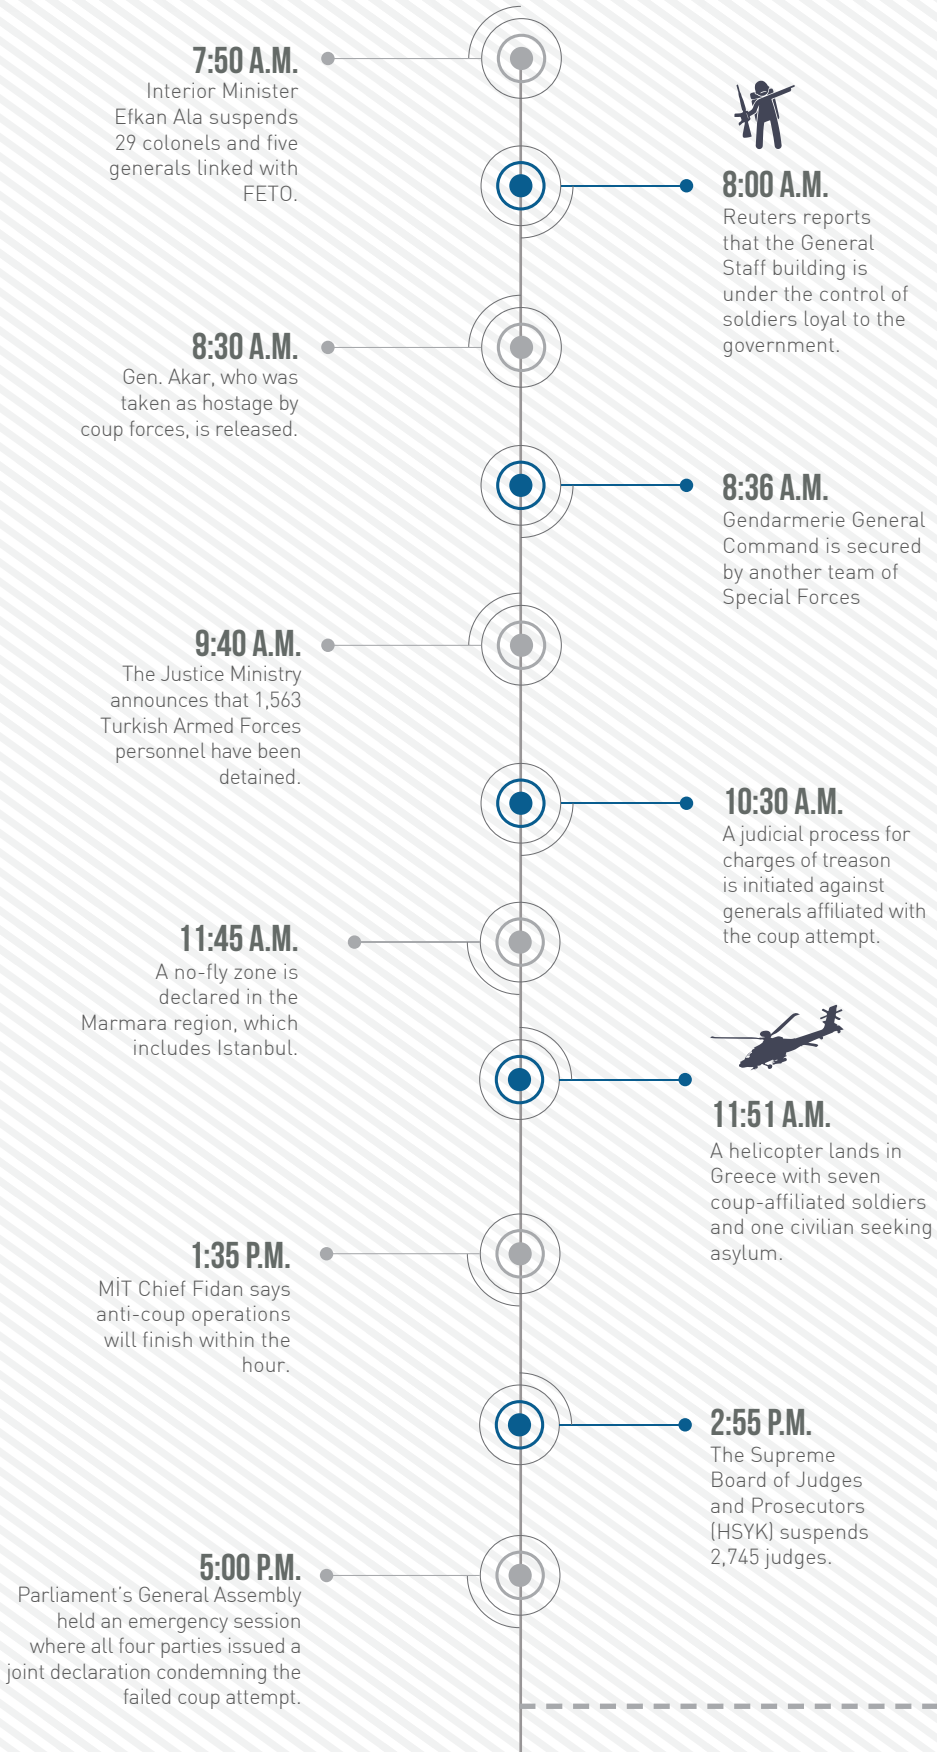 7:50 A.M.
Interior Minister
Efkan Ala suspends
29 colonels and five
generals linked with
FETO.
8:00 A.M.
Reuters reports
that the General
Staff building is
under the control of
soldiers loyal to the
government.
8:30 A.M.
Gen. Akar, who was
taken as hostage by
coup forces, is released.
8:36 A.M.
Gendarmerie General
Command is secured
by another team of
Special Forces
9:40 A.M.
The Justice Ministry
announces that 1,563
Turkish Armed Forces
personnel have been
detained.
10:30 A.M.
A judicial process for
charges of treason
is initiated against
generals affiliated with
the coup attempt.
11:45 A.M.
A no-fly zone is
declared in the
Marmara region, which
includes Istanbul.
11:51 A.M.
A helicopter lands in
Greece with seven
coup-affiliated soldiers
and one civilian seeking
asylum.
1:35 P.M.
MİT Chief Fidan says
anti-coup operations
will finish within the
hour.
2:55 P.M.
The Supreme
Board of Judges
and Prosecutors
(HSYK) suspends
2,745 judges.
5:00 P.M.
Parliament's General Assembly
held an emergency session
where all four parties issued a
joint declaration condemning the
failed coup attempt.